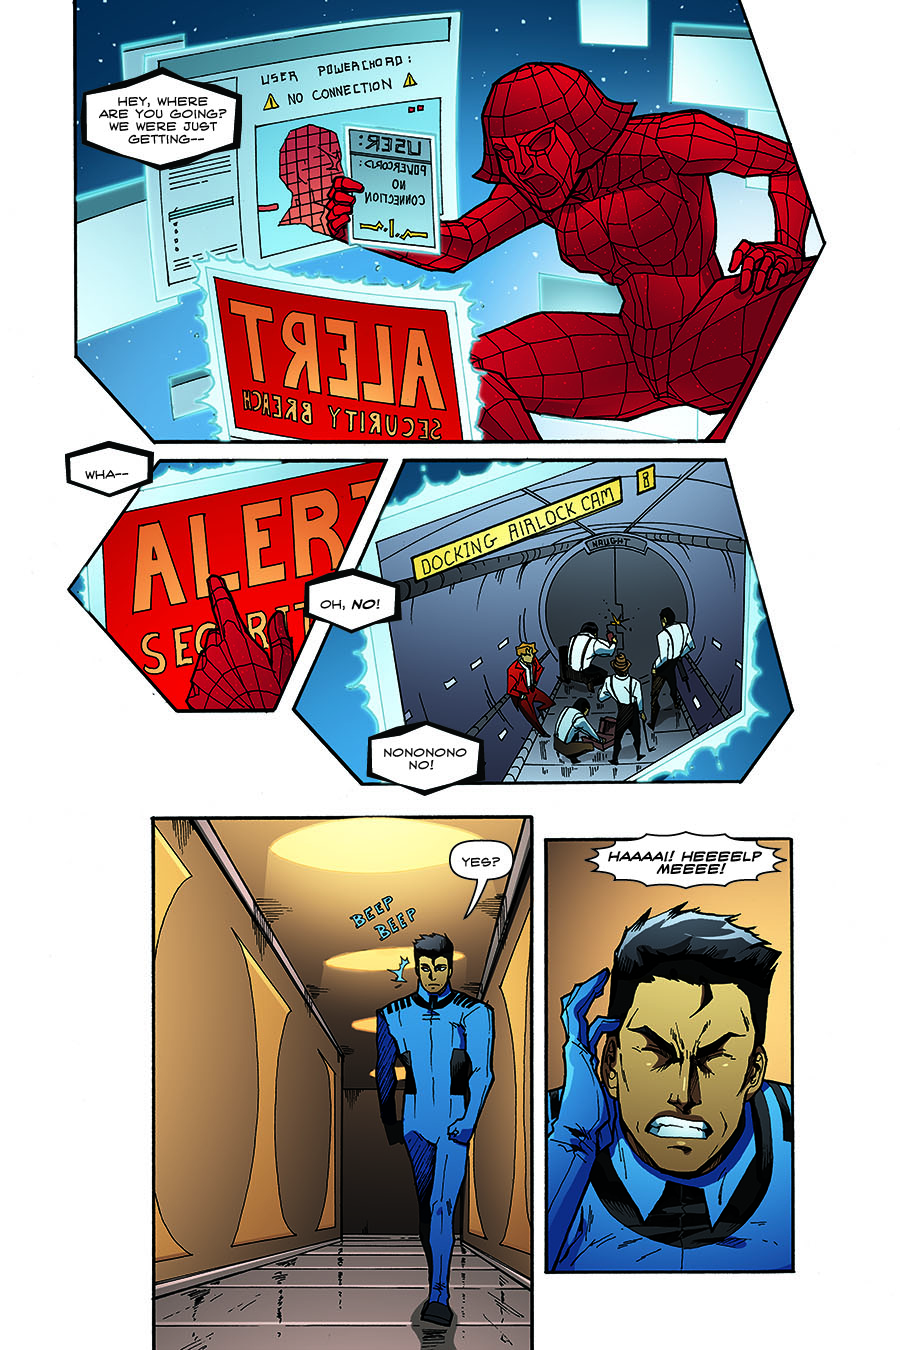 HEY, WHERE
ARE YOU GOING?
WE WERE JUST
GETTING--
USER POWERCHORD:
NO CONNECTION
USER:
POWERCORD:
NO
CONNECTION
ALERT
SECURITY BREACH
WHA--
ALERT
SECURIT
DOCKING AIRLOCK CAM
NAUGHT
OH, NO!
NONONONO
NO!
YES?
BEEP
BEEP
HAAAAI! HEEEELP
MEEEE!